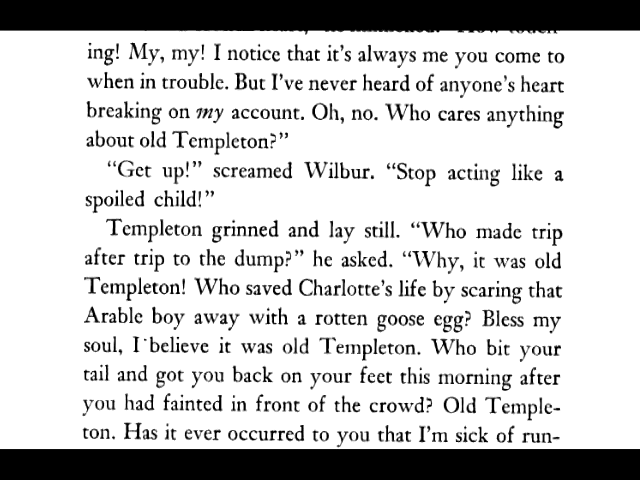 ing! My, my! I notice that it's always me you come to
when in trouble. But I've never heard of anyone's heart
breaking on my account. Oh, no. Who cares anything
about old Templeton?"
"Get up!" screamed Wilbur. "Stop acting like a
spoiled child!"
Templeton grinned and lay still. "Who made trip
after trip to the dump?" he asked. "Why, it was old
Templeton! Who saved Charlotte's life by scaring that
Arable boy away with a rotten goose egg? Bless my
soul, I believe it was old Templeton. Who bit your
tail and got you back on your feet this morning after
you had fainted in front of the crowd? Old Temple-
ton. Has it ever occurred to you that I'm sick of run-